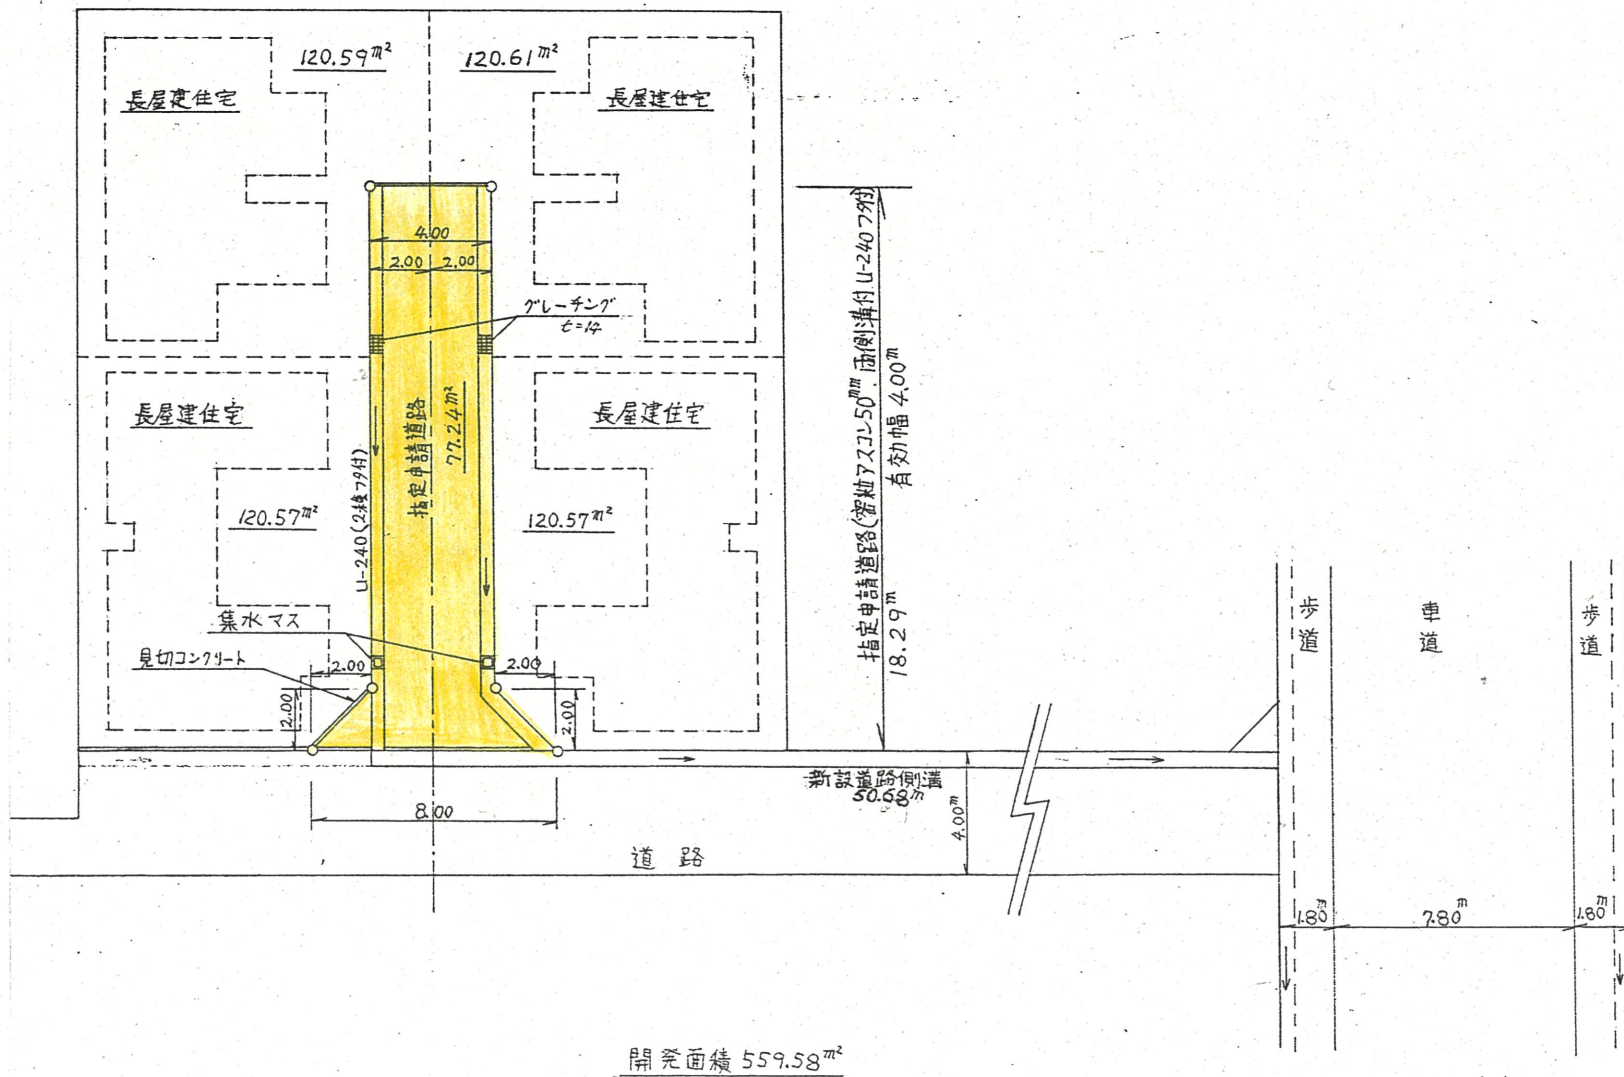 120.59m²
120.61m²
長屋建住宅
長屋建住宅
4.00
2.00
2.00
グレーチング
t=14
指定申請道路(密粒アスコン50mm.両側溝付U-240フタ付)
有効幅4.00m
18.29m
長屋建住宅
長屋建住宅
指定申請道路
77.24m²
U-240(2種フタ付)
120.57m²
120.57m²
集水マス
見切コンクリート
2.00
2.00
2.00
2.00
8.00
新設道路側溝
50.68m
4.00m
道路
歩道
車道
歩道
1.80m
7.80m
1.80m
開発面積 559.58m²